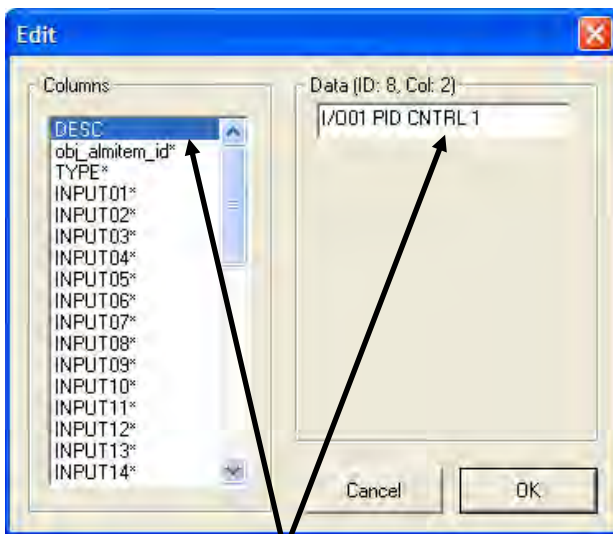 Edit
Columns
DESC
obj_almitem_id*
TYPE*
INPUT01*
INPUT02*
INPUT03*
INPUT04*
INPUT05*
INPUT06*
INPUT07*
INPUT08*
INPUT09*
INPUT10*
INPUT11*
INPUT12*
INPUT13*
INPUT14*
Data (ID: 8, Col: 2)
I/O01 PID CNTRL 1
Cancel
OK